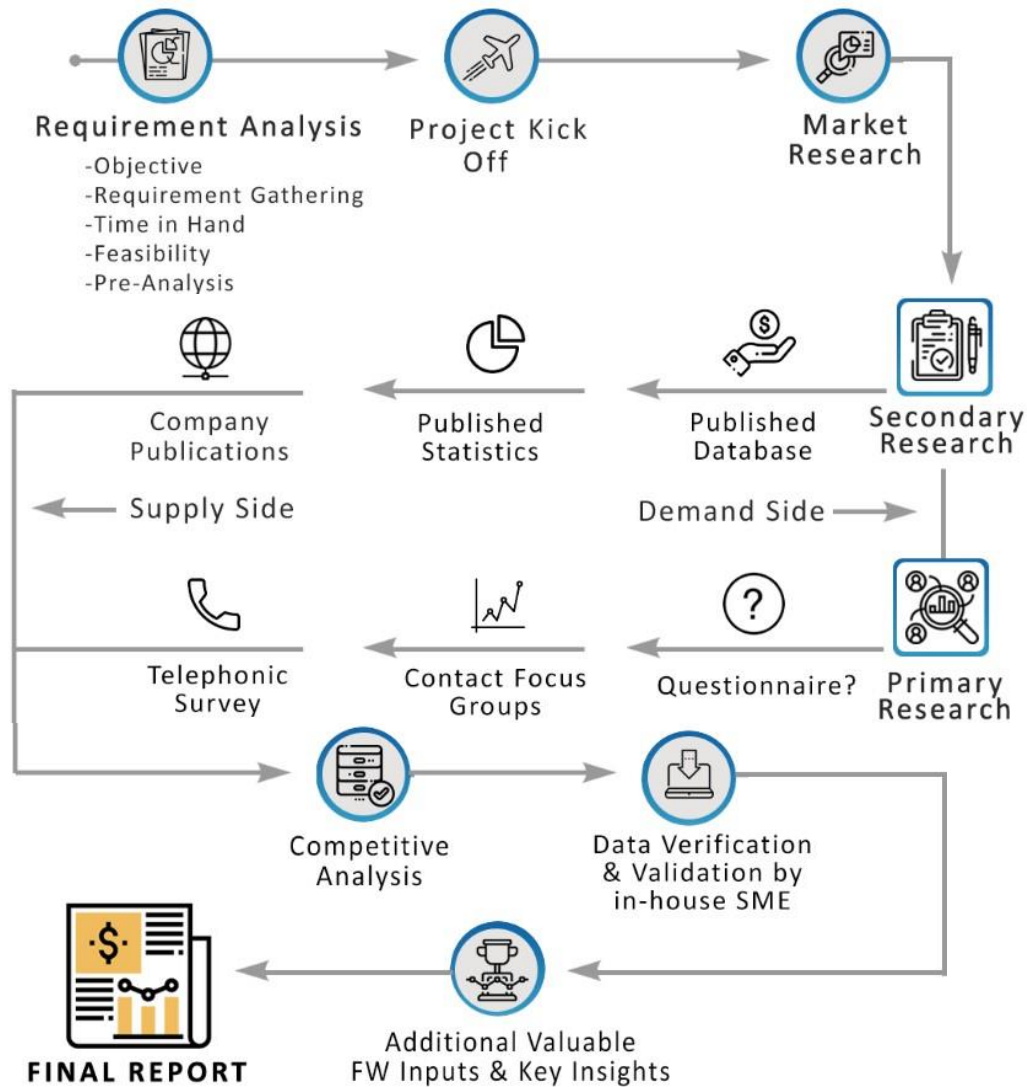 Requirement Analysis
-Objective
-Requirement Gathering
-Time in Hand
-Feasibility
-Pre-Analysis
Project Kick
Off
Market
Research
Company
Publications
Published
Statistics
$
Published
Database
Secondary
Research
Supply Side
Demand Side
Telephonic
Survey
Contact Focus
Groups
?
Questionnaire?
Primary
Research
Competitive
Analysis
Data Verification
& Validation by
in-house SME
$
FINAL REPORT
Additional Valuable
FW Inputs & Key Insights